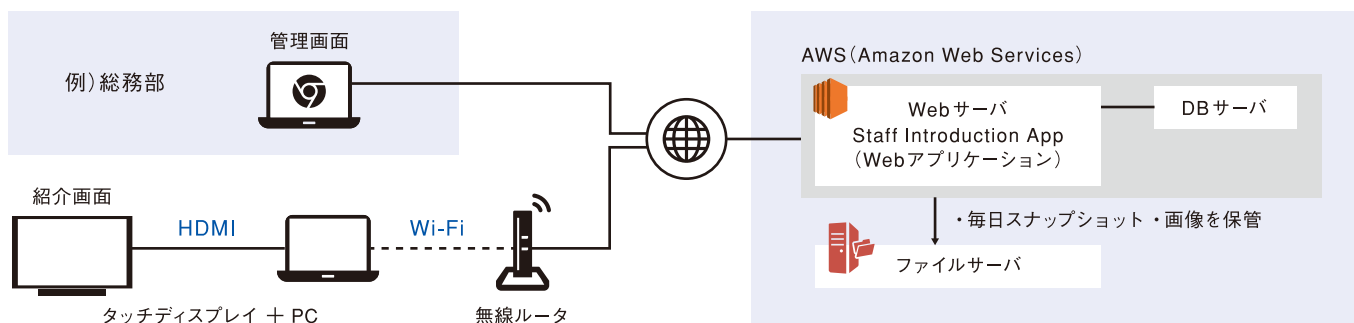 管理画面
例）総務部
紹介画面
HDMI
Wi-Fi
タッチディスプレイ ＋ PC
無線ルータ
AWS（Amazon Web Services）
Webサーバ
Staff Introduction App
（Webアプリケーション）
DBサーバ
・毎日スナップショット ・画像を保管
ファイルサーバ